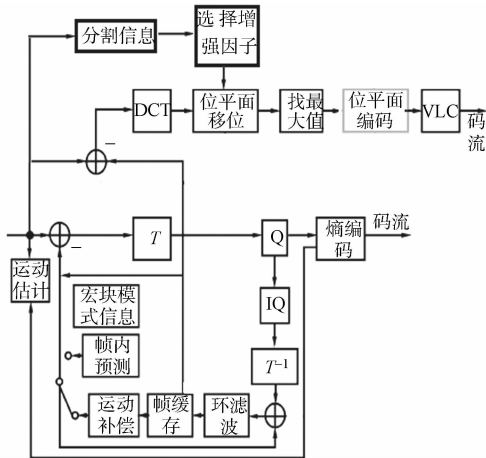 分割信息
选择增
强因子
DCT
位平面
移位
找最
大值
位平面
编码
VLC
码
流
T
Q
熵编
码
码流
运动
估计
宏块模
式信息
IQ
帧内
预测
T⁻¹
运动
补偿
帧缓
存
环滤
波